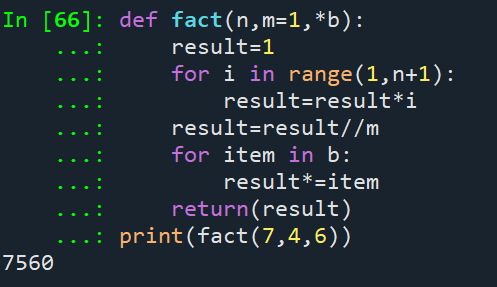 In [66]: def fact(n,m=1,*b):
    ...:     result=1
    ...:     for i in range(1,n+1):
    ...:         result=result*i
    ...:     result=result//m
    ...:     for item in b:
    ...:         result*=item
    ...:     return(result)
    ...: print(fact(7,4,6))
7560